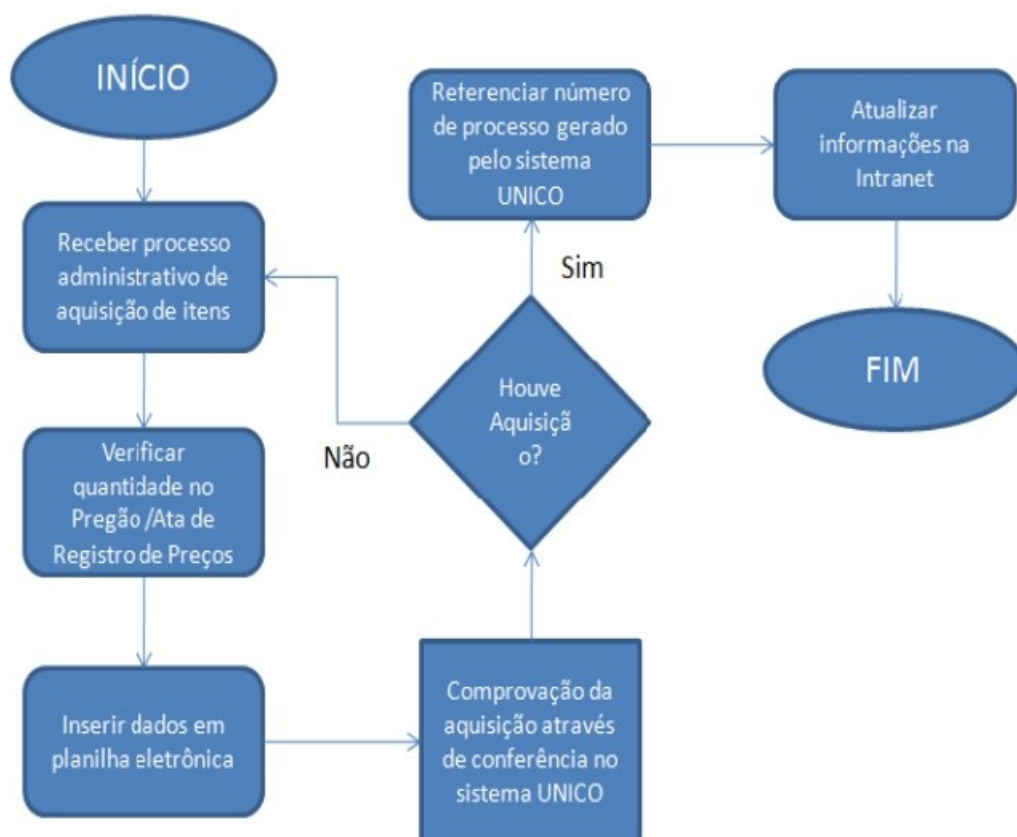 INÍCIO
Receber processo
administrativo de
aquisição de itens
Verificar
quantidade no
Pregão /Ata de
Registro de Preços
Inserir dados em
planilha eletrônica
Comprovação da
aquisição através
de conferência no
sistema UNICO
Houve
Aquisiçã
o?
Não
Sim
Referenciar número
de processo gerado
pelo sistema
UNICO
Atualizar
informações na
Intranet
FIM